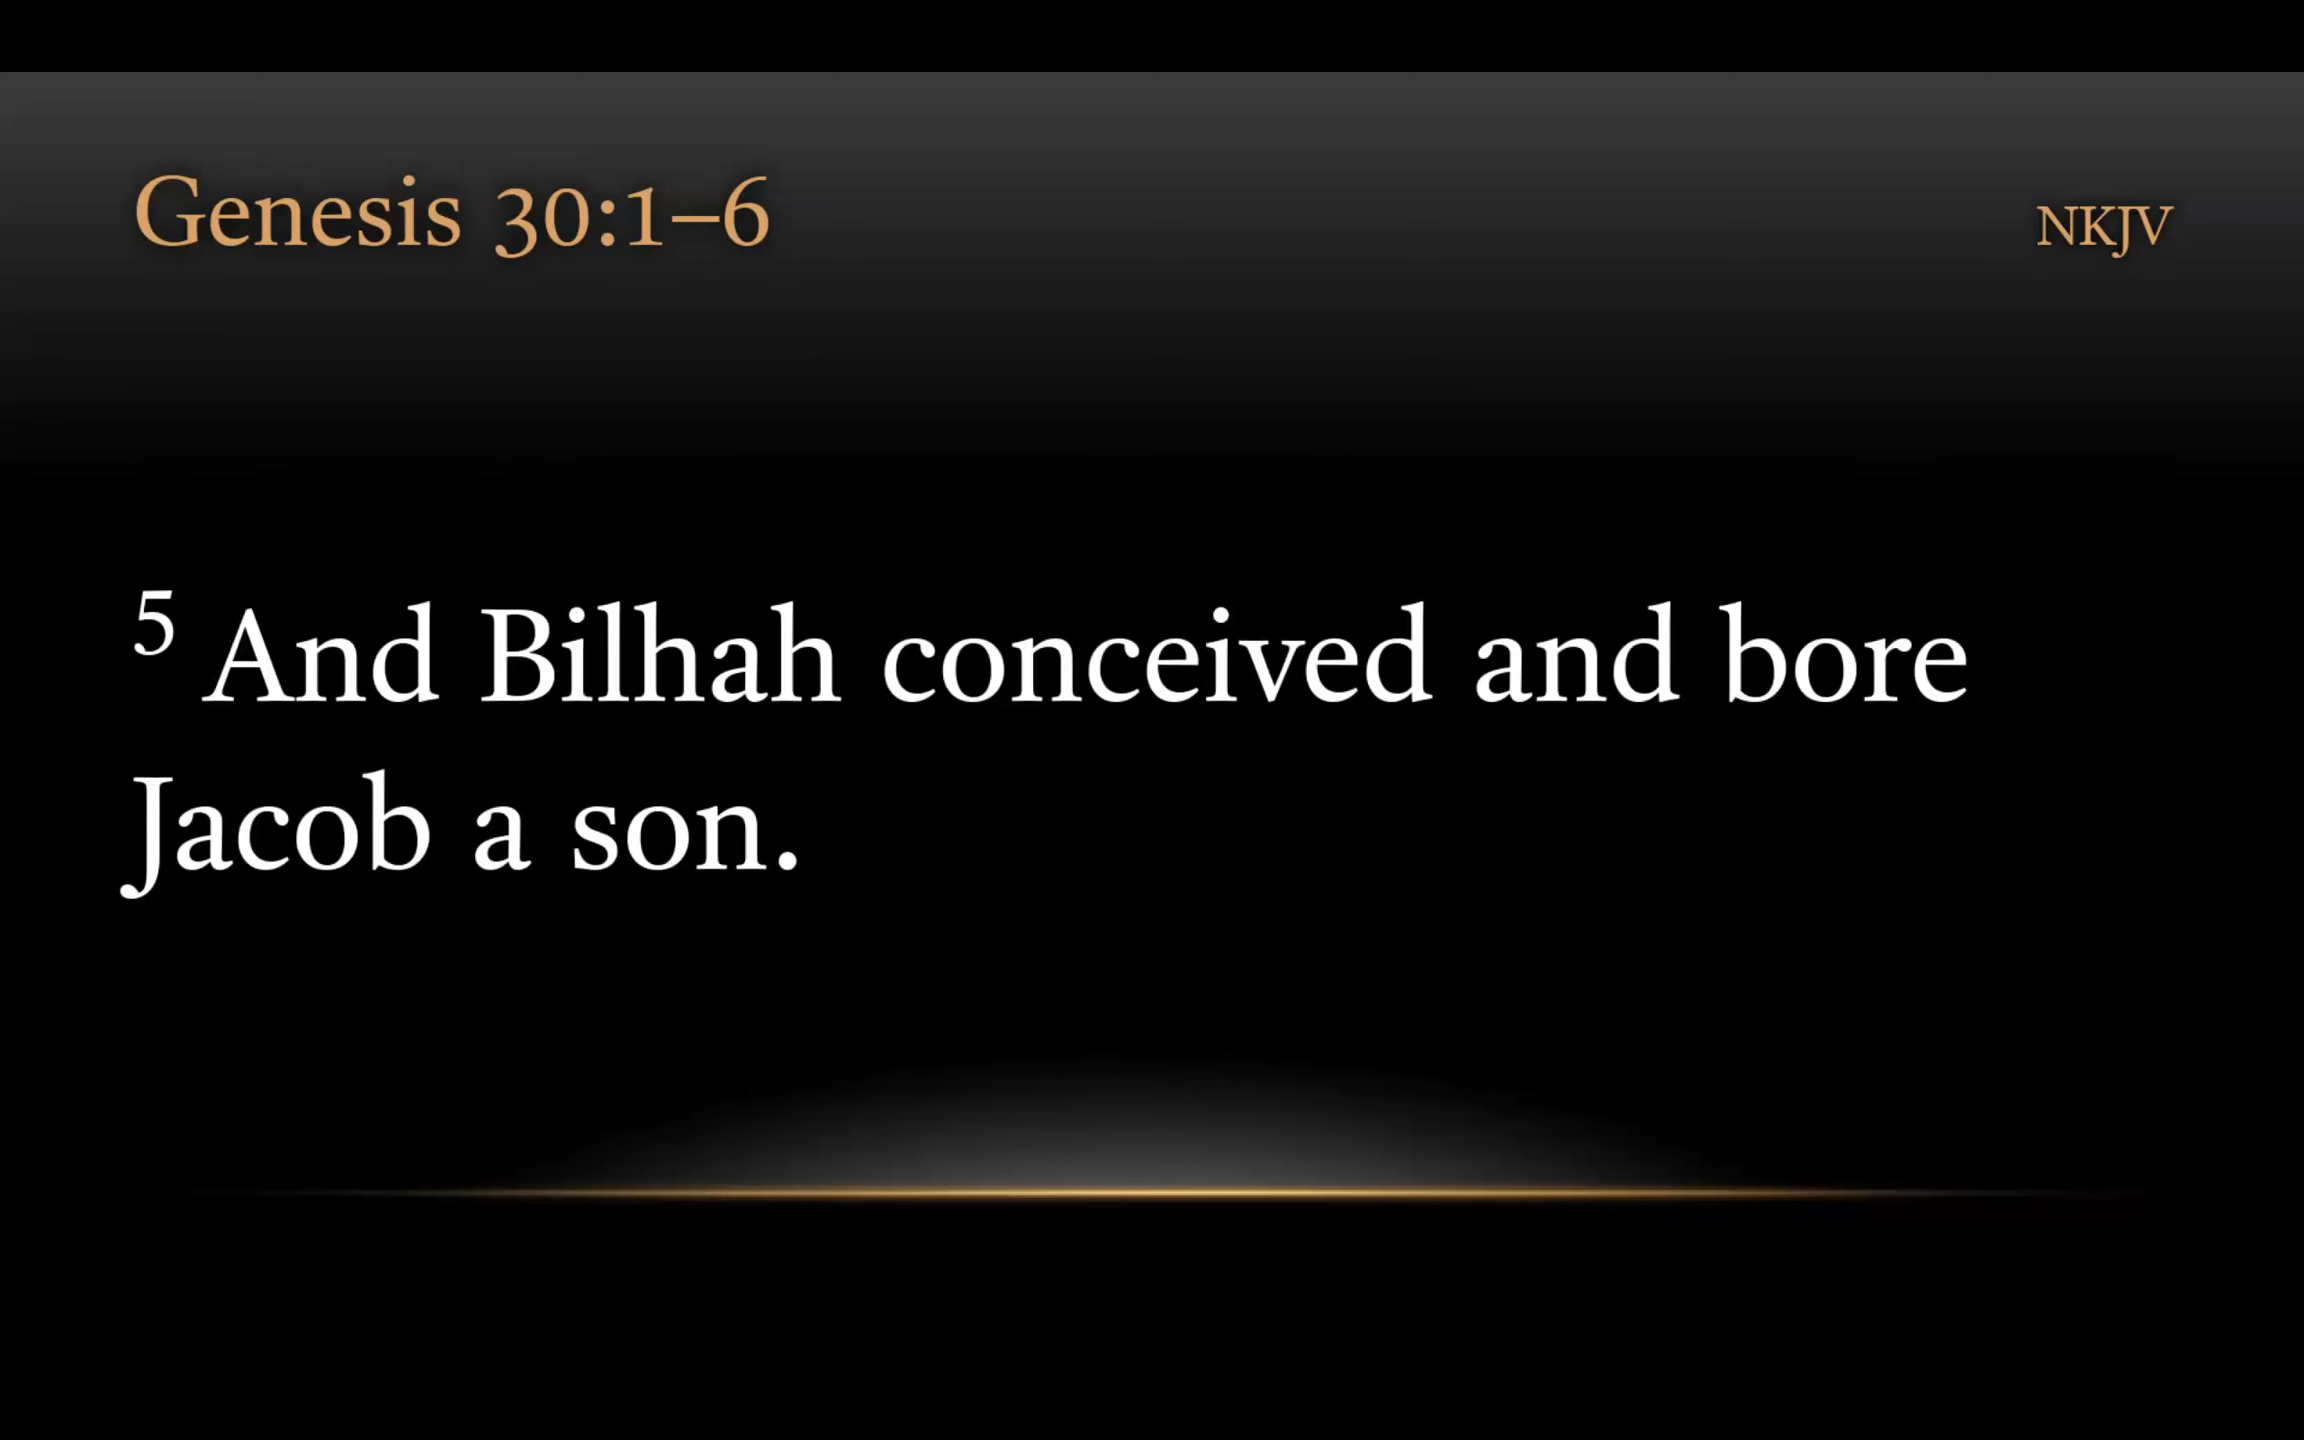 Genesis 30:1–6
NKJV
5 And Bilhah conceived and bore
Jacob a son.